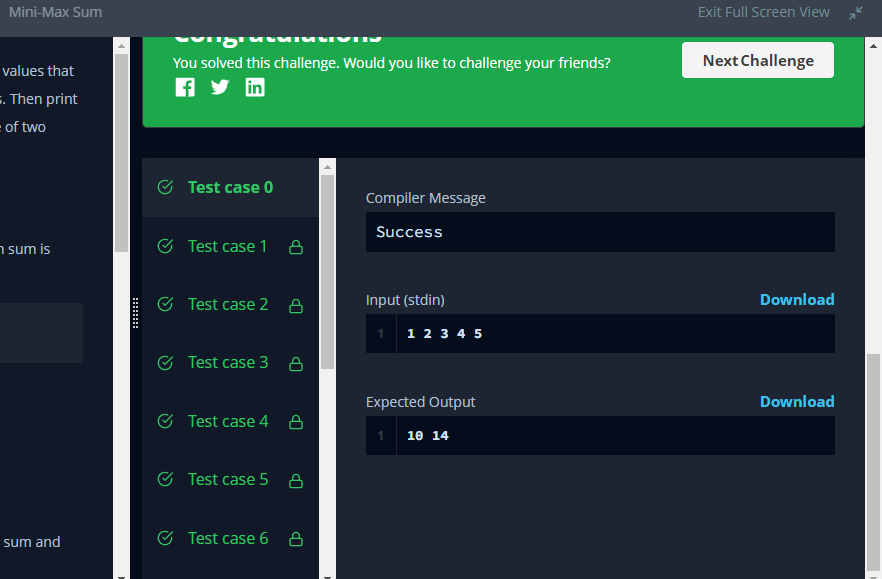 Mini-Max Sum
Exit Full Screen View
values that
s. Then print
e of two
n sum is
sum and
Congratulations
You solved this challenge. Would you like to challenge your friends?
Next Challenge
Test case 0
Test case 1
Test case 2
Test case 3
Test case 4
Test case 5
Test case 6
Compiler Message
Success
Input (stdin)
Download
1 1 2 3 4 5
Expected Output
Download
1 10 14